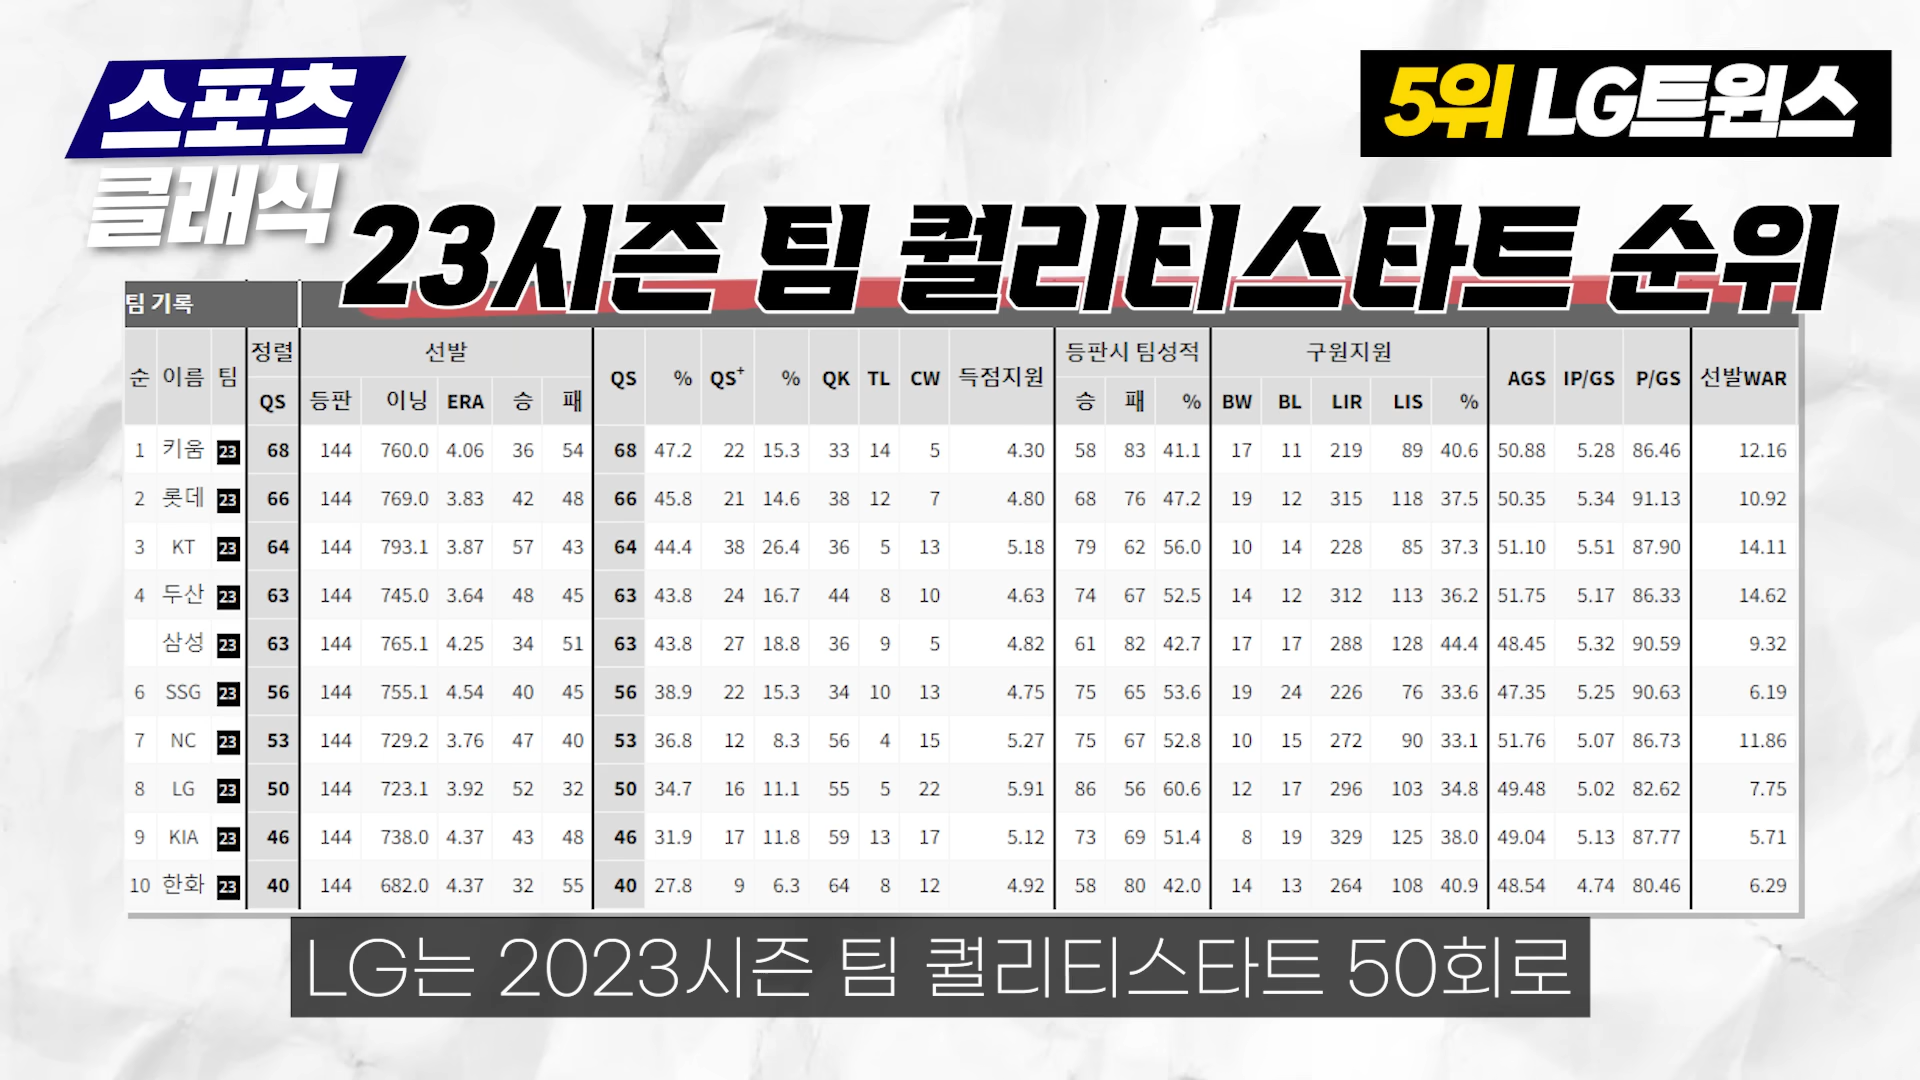 스포츠
클래식
5위 LG트윈스
23시즌 팀 퀄리티스타트 순위
팀 기록
순 이름 팀 정렬 선발 QS % QS+ % QK TL CW 득점지원 등판시 팀성적 구원지원 AGS IP/GS P/GS 선발WAR
QS 등판 이닝 ERA 승 패 승 패 % BW BL LIR LIS %
1 키움 23 68 144 760.0 4.06 36 54 68 47.2 22 15.3 33 14 5 4.30 58 83 41.1 17 11 219 89 40.6 50.88 5.28 86.46 12.16
2 롯데 23 66 144 769.0 3.83 42 48 66 45.8 21 14.6 38 12 7 4.80 68 76 47.2 19 12 315 118 37.5 50.35 5.34 91.13 10.92
3 KT 23 64 144 793.1 3.87 57 43 64 44.4 38 26.4 36 5 13 5.18 79 62 56.0 10 14 228 85 37.3 51.10 5.51 87.90 14.11
4 두산 23 63 144 745.0 3.64 48 45 63 43.8 24 16.7 44 8 10 4.63 74 67 52.5 14 12 312 113 36.2 51.75 5.17 86.33 14.62
삼성 23 63 144 765.1 4.25 34 51 63 43.8 27 18.8 36 9 5 4.82 61 82 42.7 17 17 288 128 44.4 48.45 5.32 90.59 9.32
6 SSG 23 56 144 755.1 4.54 40 45 56 38.9 22 15.3 34 10 13 4.75 75 65 53.6 19 24 226 76 33.6 47.35 5.25 90.63 6.19
7 NC 23 53 144 729.2 3.76 47 40 53 36.8 12 8.3 56 4 15 5.27 75 67 52.8 10 15 272 90 33.1 51.76 5.07 86.73 11.86
8 LG 23 50 144 723.1 3.92 52 32 50 34.7 16 11.1 55 5 22 5.91 86 56 60.6 12 17 296 103 34.8 49.48 5.02 82.62 7.75
9 KIA 23 46 144 738.0 4.37 43 48 46 31.9 17 11.8 59 13 17 5.12 73 69 51.4 8 19 329 125 38.0 49.04 5.13 87.77 5.71
10 한화 23 40 144 682.0 4.37 32 55 40 27.8 9 6.3 64 8 12 4.92 58 80 42.0 14 13 264 108 40.9 48.54 4.74 80.46 6.29
LG는 2023시즌 팀 퀄리티스타트 50회로